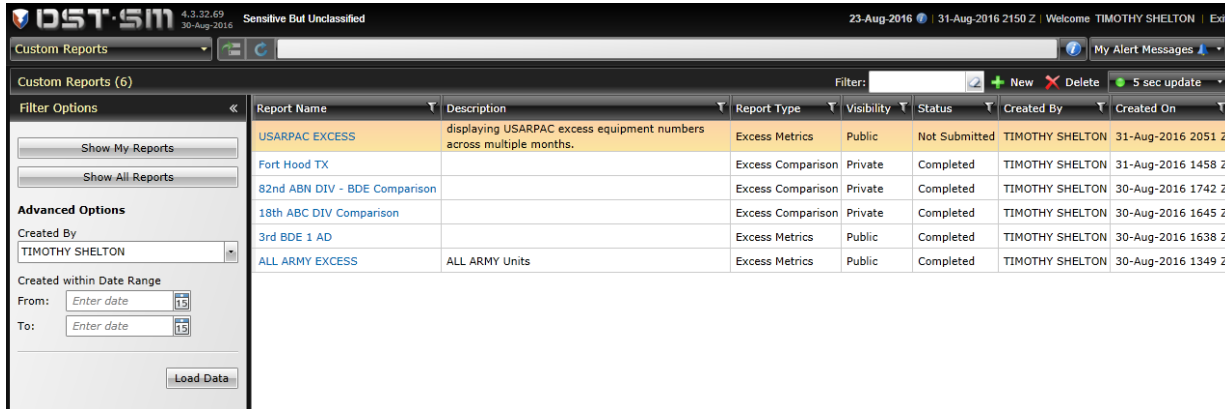 DST·SM 4.3.32.69 Sensitive But Unclassified 23-Aug-2016 | 31-Aug-2016 2150 Z | Welcome TIMOTHY SHELTON |
30-Aug-2016
Custom Reports My Alert Messages
Custom Reports (6) Filter: New Delete 5 sec update
Filter Options « Report Name Description Report Type Visibility Status Created By Created On
Show My Reports
Show All Reports
Advanced Options
Created By
TIMOTHY SHELTON
Created within Date Range
From: Enter date 15
To: Enter date 15
Load Data
USARPAC EXCESS displaying USARPAC excess equipment numbers Excess Metrics Public Not Submitted TIMOTHY SHELTON 31-Aug-2016 2051 Z
across multiple months.
Fort Hood TX Excess Comparison Private Completed TIMOTHY SHELTON 31-Aug-2016 1458 Z
82nd ABN DIV - BDE Comparison Excess Comparison Private Completed TIMOTHY SHELTON 30-Aug-2016 1742 Z
18th ABC DIV Comparison Excess Comparison Private Completed TIMOTHY SHELTON 30-Aug-2016 1645 Z
3rd BDE 1 AD Excess Metrics Public Completed TIMOTHY SHELTON 30-Aug-2016 1638 Z
ALL ARMY EXCESS ALL ARMY Units Excess Metrics Public Completed TIMOTHY SHELTON 30-Aug-2016 1349 Z